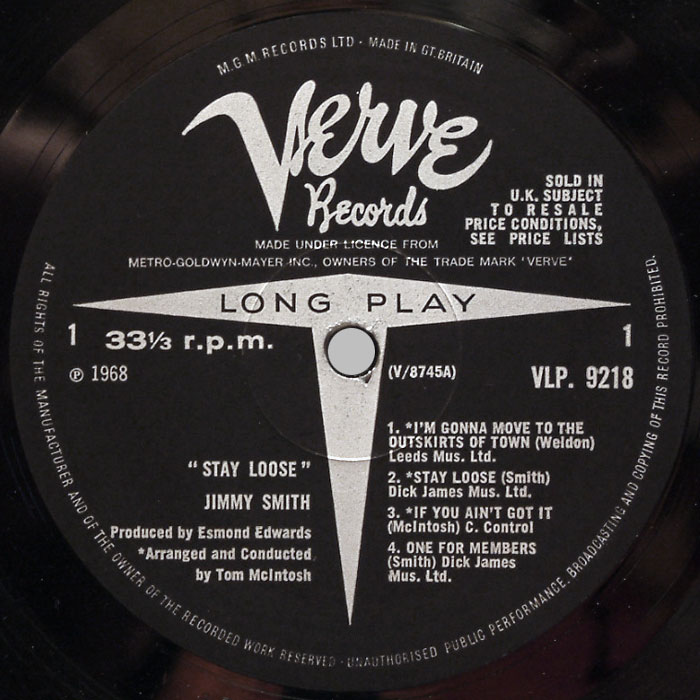 M.G.M. RECORDS LTD · MADE IN GT. BRITAIN
Verve
Records
SOLD IN
U.K. SUBJECT
TO RESALE
PRICE CONDITIONS,
SEE PRICE LISTS
MADE UNDER LICENCE FROM
METRO-GOLDWYN-MAYER INC., OWNERS OF THE TRADE MARK 'VERVE'
LONG PLAY
1 33⅓ r.p.m. 1
℗ 1968 (V/8745A) VLP. 9218
"STAY LOOSE"
JIMMY SMITH
Produced by Esmond Edwards
*Arranged and Conducted
by Tom McIntosh
1. *I'M GONNA MOVE TO THE
OUTSKIRTS OF TOWN (Weldon)
Leeds Mus. Ltd.
2. *STAY LOOSE (Smith)
Dick James Mus. Ltd.
3. *IF YOU AIN'T GOT IT
(McIntosh) C. Control
4. ONE FOR MEMBERS
(Smith) Dick James
Mus. Ltd.
ALL RIGHTS OF THE MANUFACTURER AND OF THE OWNER OF THE RECORDED WORK RESERVED · UNAUTHORISED PUBLIC PERFORMANCE, BROADCASTING AND COPYING OF THIS RECORD PROHIBITED.